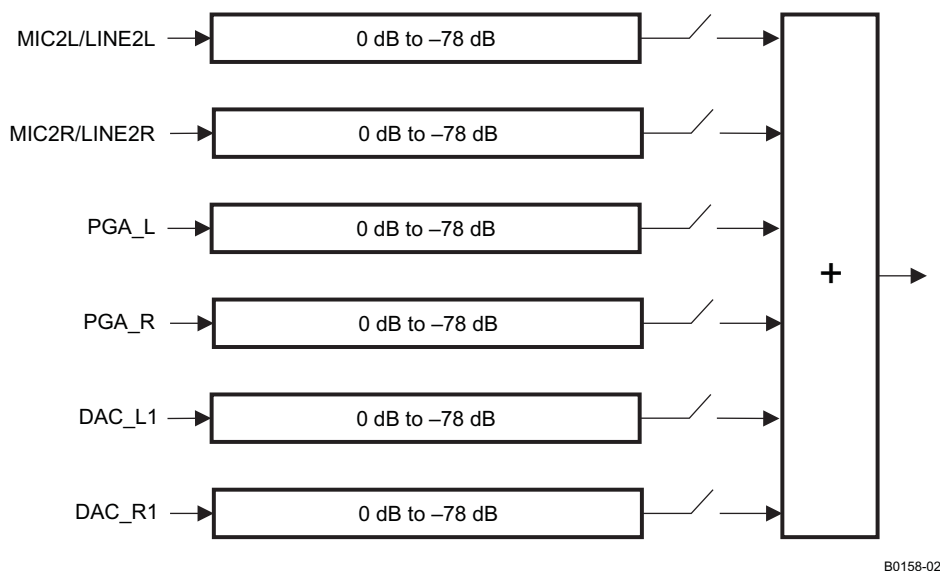 MIC2L/LINE2L
0 dB to –78 dB
MIC2R/LINE2R
0 dB to –78 dB
PGA_L
0 dB to –78 dB
+
PGA_R
0 dB to –78 dB
DAC_L1
0 dB to –78 dB
DAC_R1
0 dB to –78 dB
B0158-02